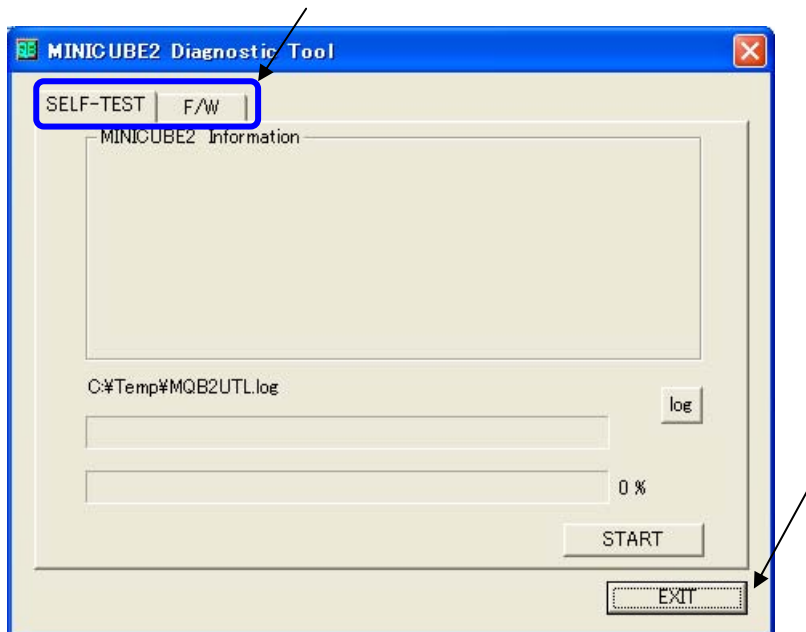 MINICUBE2 Diagnostic Tool
SELF-TEST F/W
MINICUBE2 Information
C:¥Temp¥MQB2UTL.log
log
0 %
START
EXIT